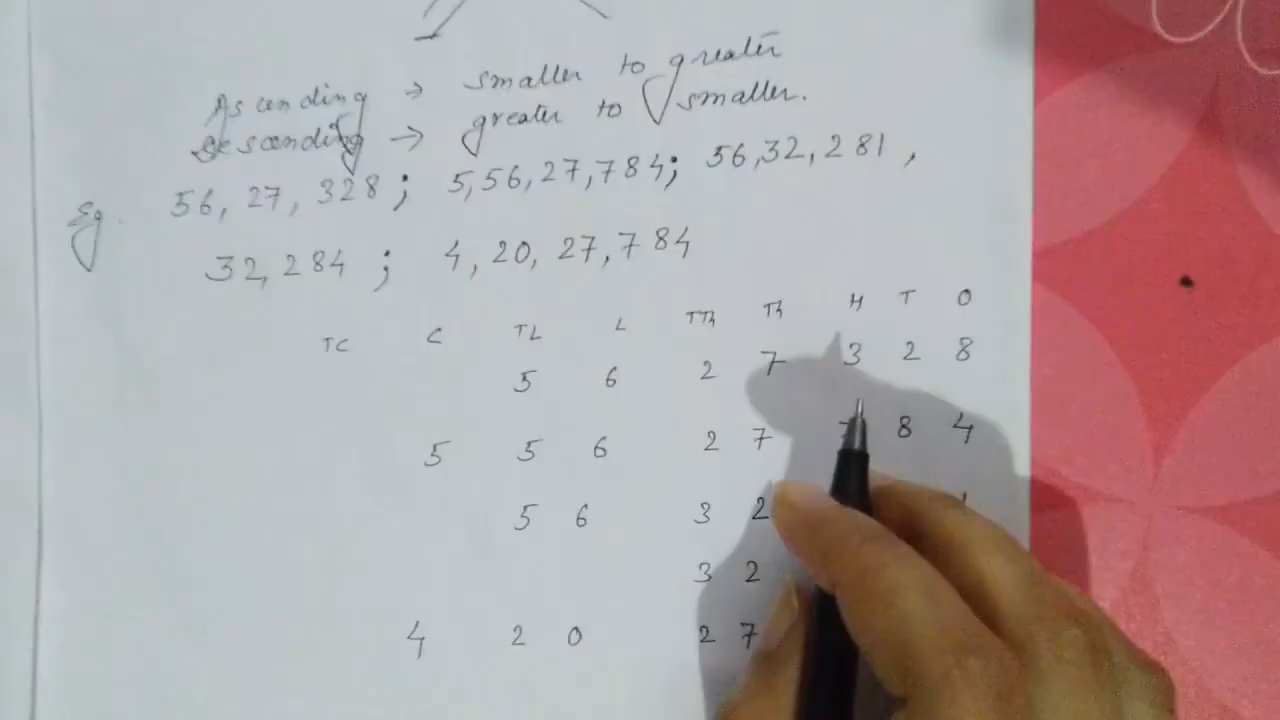 Ascending → smaller to greater
Descending → greater to smaller.
Eg. 56, 27, 328 ; 5,56,27,784; 56,32,281,
32,284 ; 4,20,27,784
TC C TL L TTh Th H T O
5 6 2 7 3 2 8
5 5 6 2 7 7 8 4
5 6 3 2
3 2
4 2 0 2 7